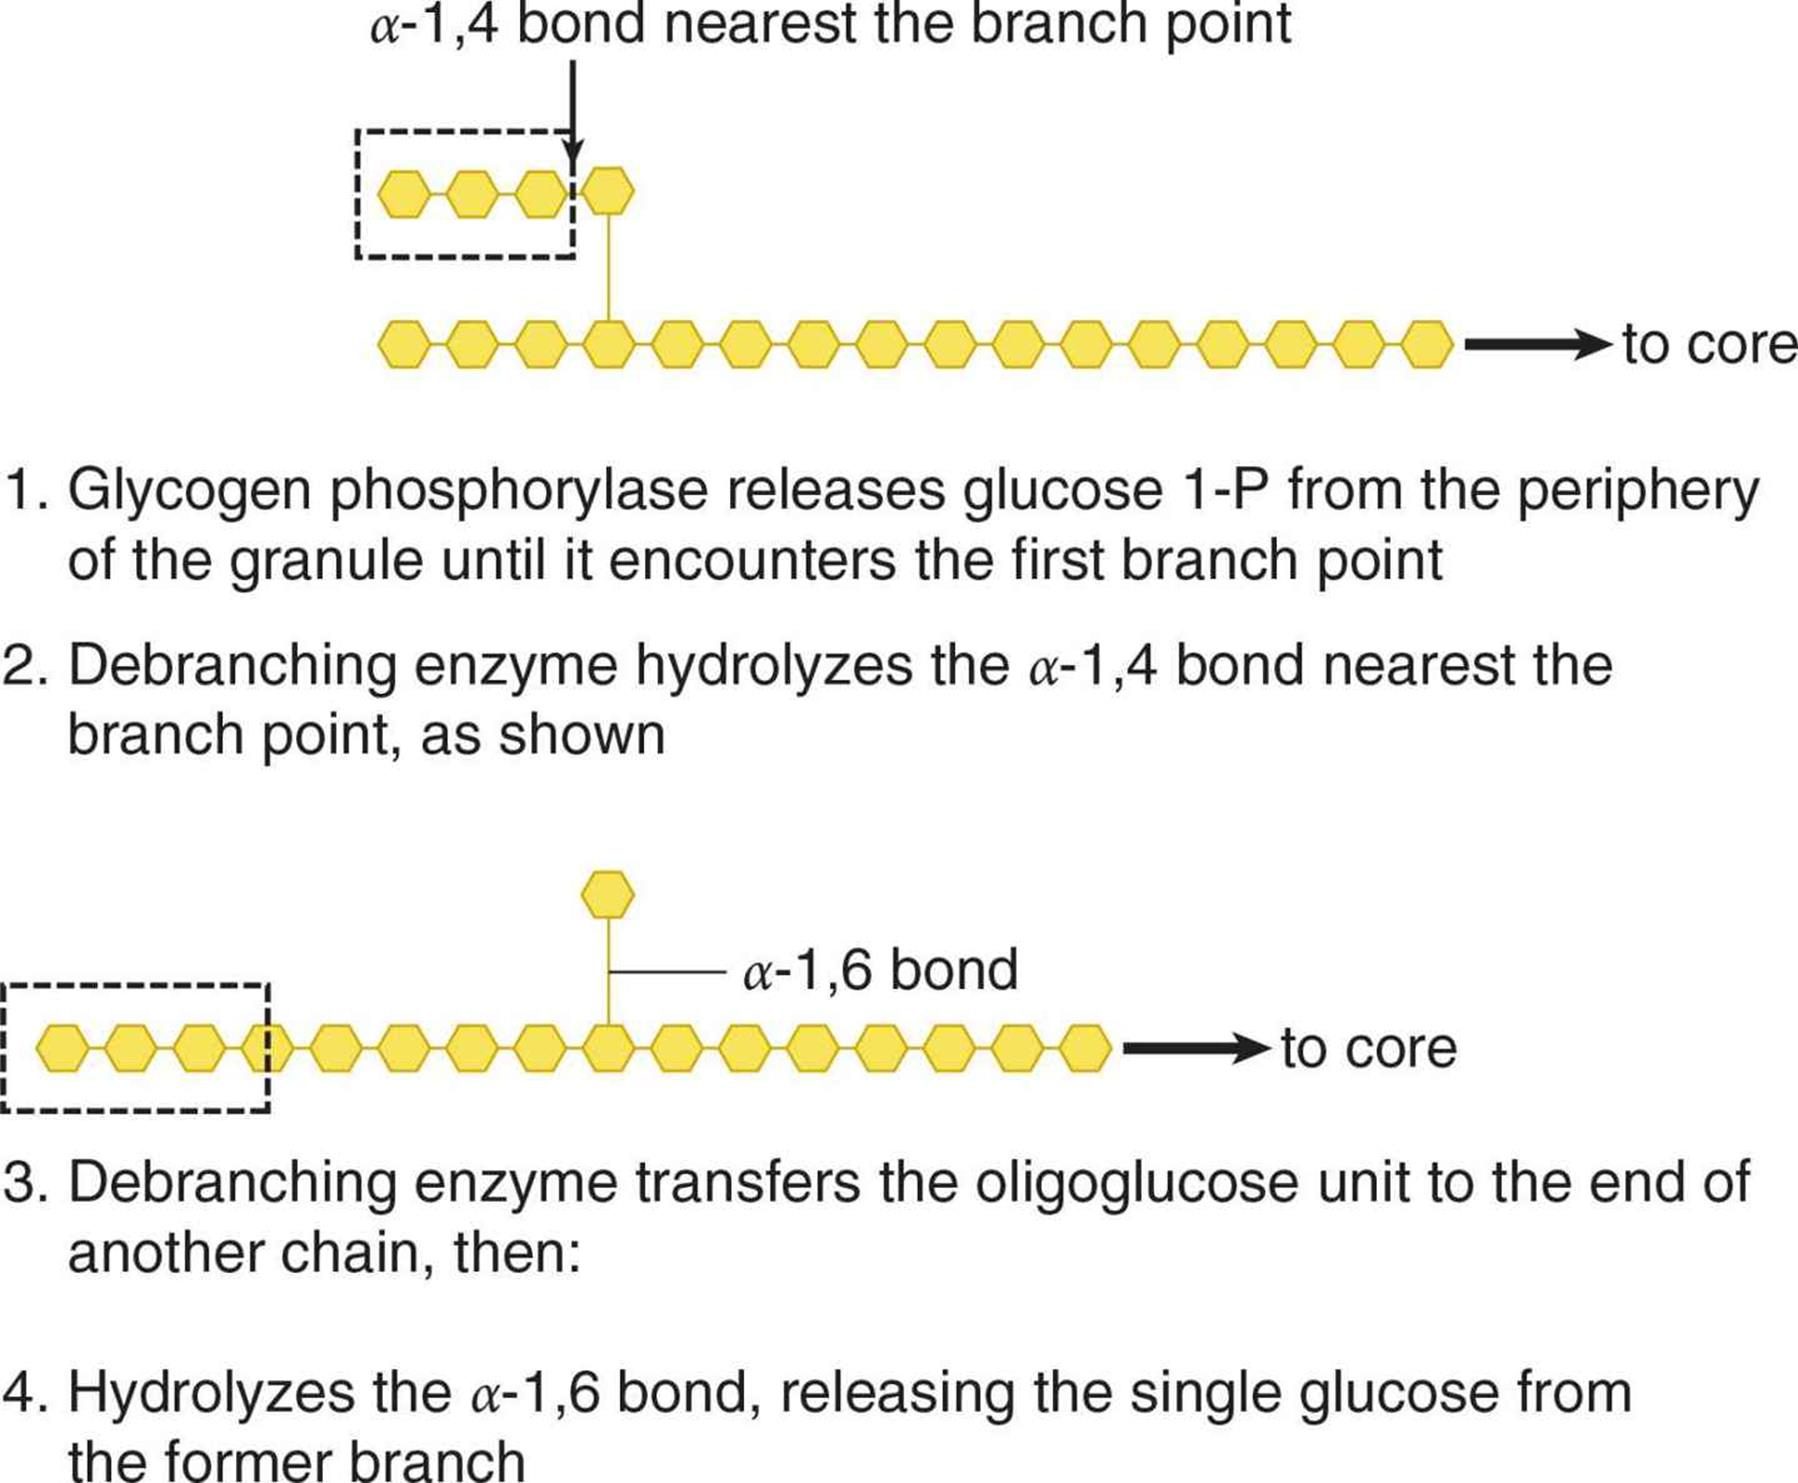 α-1,4 bond nearest the branch point
to core
1. Glycogen phosphorylase releases glucose 1-P from the periphery
of the granule until it encounters the first branch point
2. Debranching enzyme hydrolyzes the α-1,4 bond nearest the
branch point, as shown
α-1,6 bond
to core
3. Debranching enzyme transfers the oligoglucose unit to the end of
another chain, then:
4. Hydrolyzes the α-1,6 bond, releasing the single glucose from
the former branch